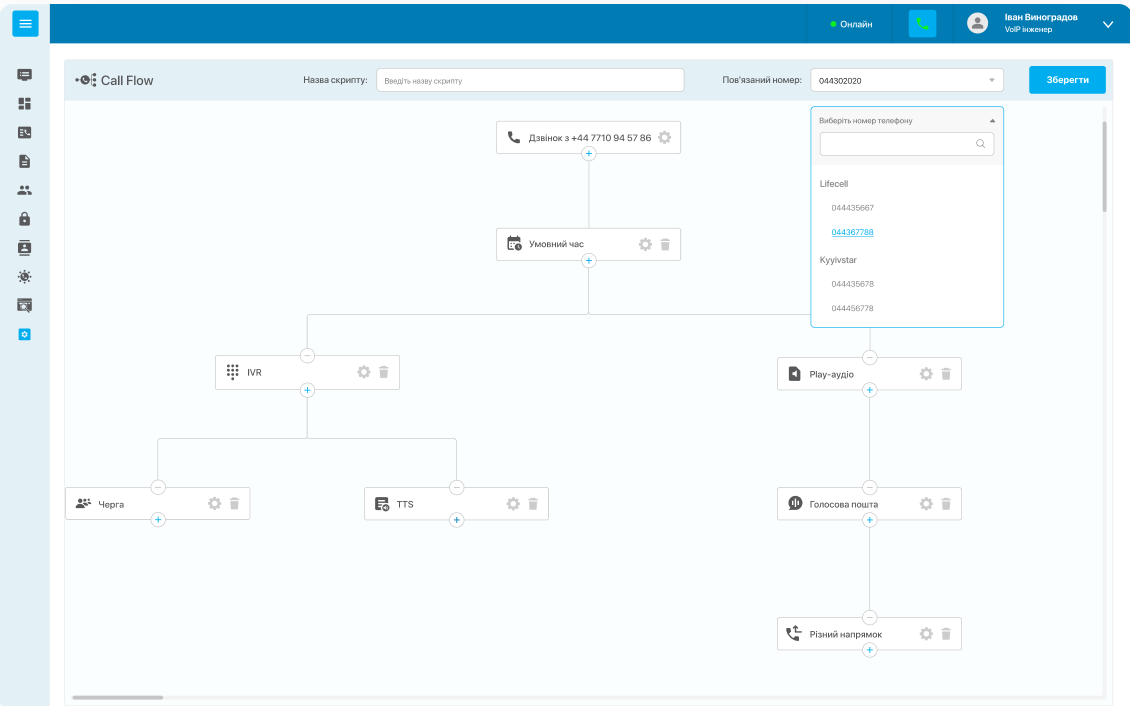 Онлайн
Іван Виноградов
VoIP інженер
Call Flow
Назва скрипту:
Введіть назву скрипту
Пов'язаний номер:
044302020
Зберегти
Виберіть номер телефону
Дзвінок з +44 7710 94 57 86
Lifecell
044435667
044367788
Умовний час
Kyyivstar
044435678
044456778
IVR
Play-аудіо
Черга
TTS
Голосова пошта
Різний напрямок